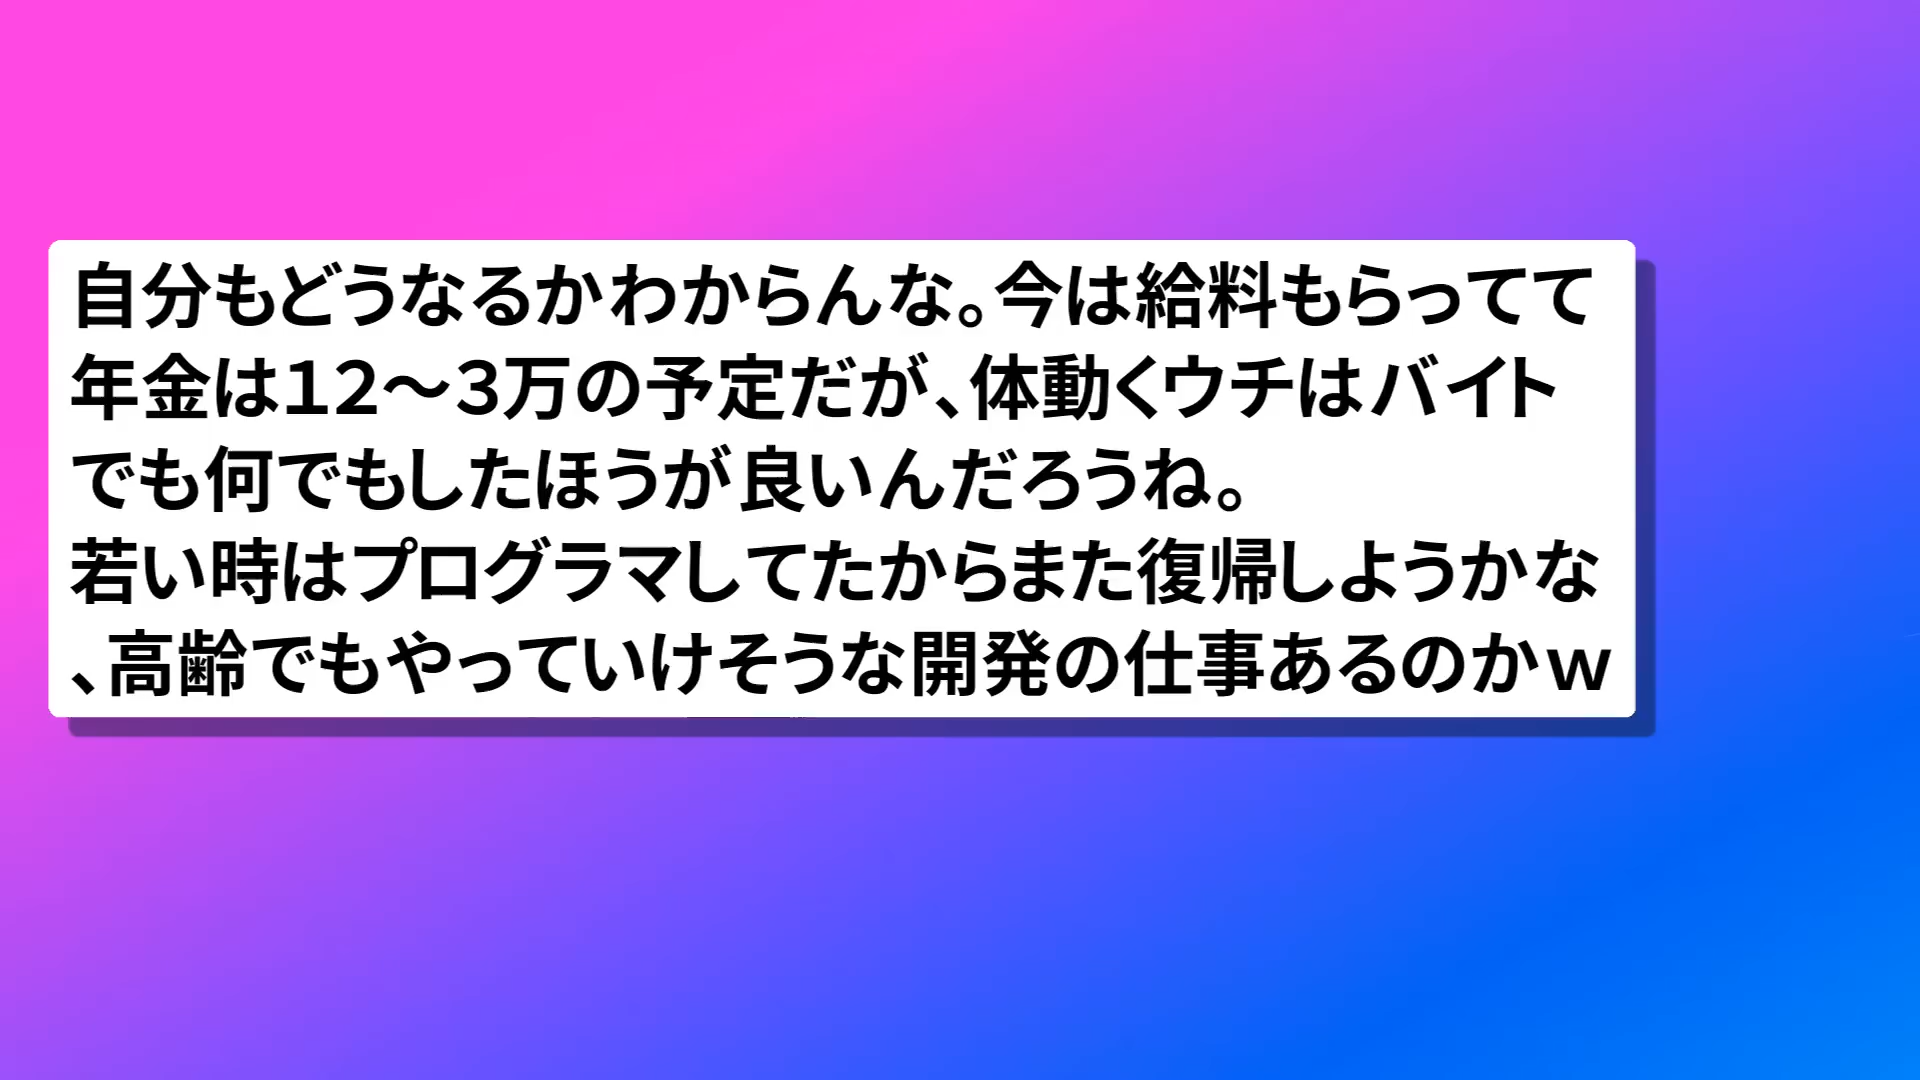 自分もどうなるかわからんな。今は給料もらってて
年金は１２〜３万の予定だが、体動くウチはバイト
でも何でもしたほうが良いんだろうね。
若い時はプログラマしてたからまた復帰しようかな
、高齢でもやっていけそうな開発の仕事あるのかｗ